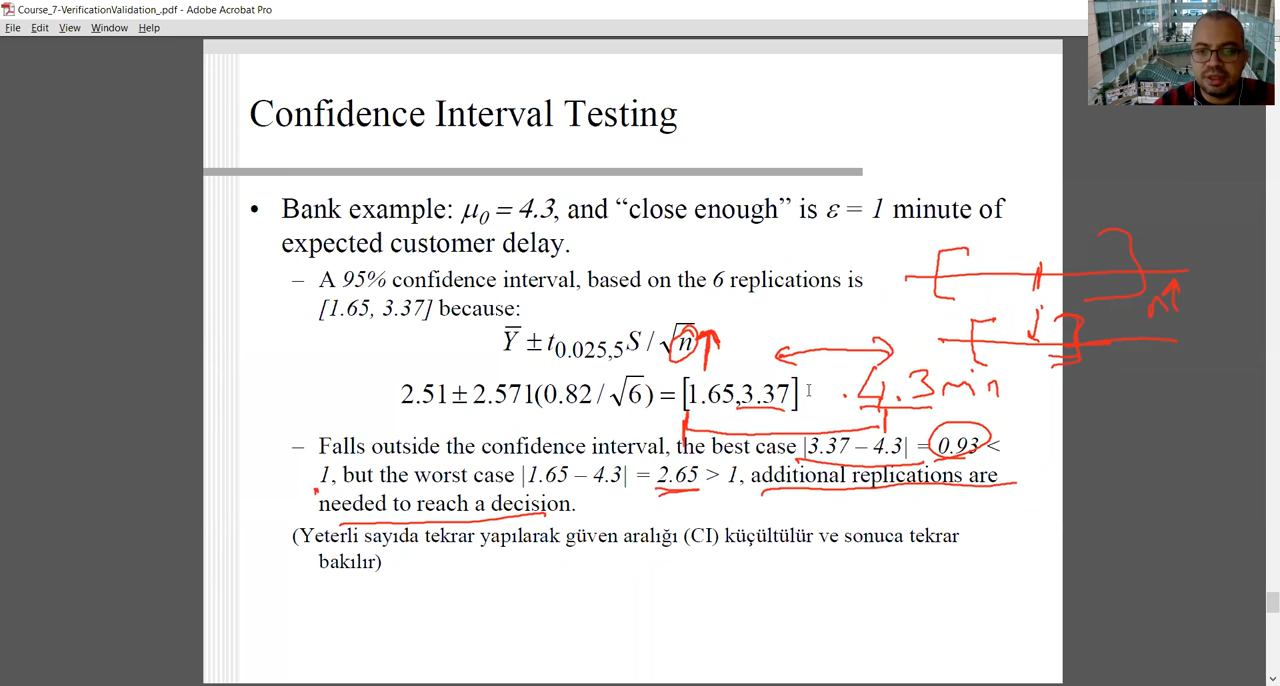 Course_7-VerificationValidation_.pdf - Adobe Acrobat Pro
File Edit View Window Help
Confidence Interval Testing
• Bank example: μ0 = 4.3, and “close enough” is ε = 1 minute of
expected customer delay.
– A 95% confidence interval, based on the 6 replications is
[1.65, 3.37] because:
Y̅ ± t0.025,5 S / √n
2.51 ± 2.571(0.82 / √6) = [1.65,3.37]
4.3 min
n↑
– Falls outside the confidence interval, the best case |3.37 – 4.3| = 0.93 <
1, but the worst case |1.65 – 4.3| = 2.65 > 1, additional replications are
needed to reach a decision.
(Yeterli sayıda tekrar yapılarak güven aralığı (CI) küçültülür ve sonuca tekrar
bakılır)